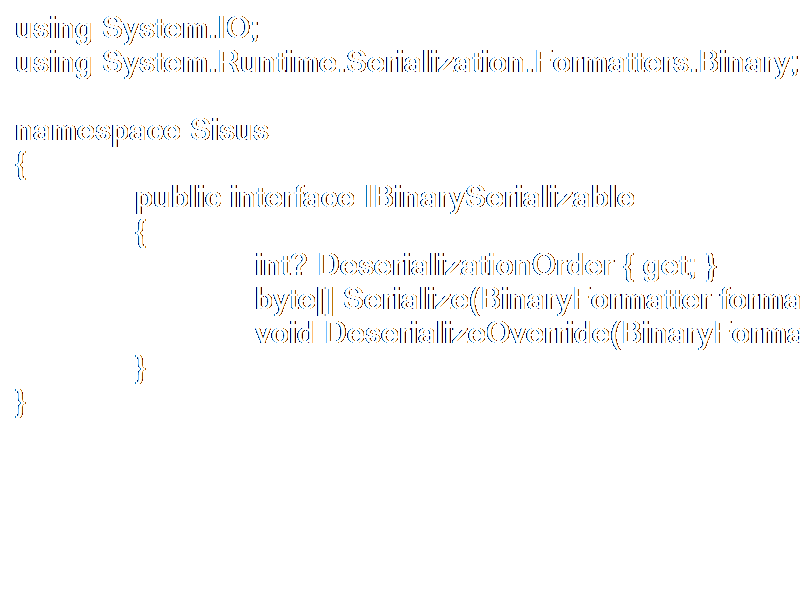 using System.IO;
using System.Runtime.Serialization.Formatters.Binary;
namespace Sisus
{
public interface IBinarySerializable
{
int? DeserializationOrder { get; }
byte[] Serialize(BinaryFormatter forma
void DeserializeOverride(BinaryForma
}
}